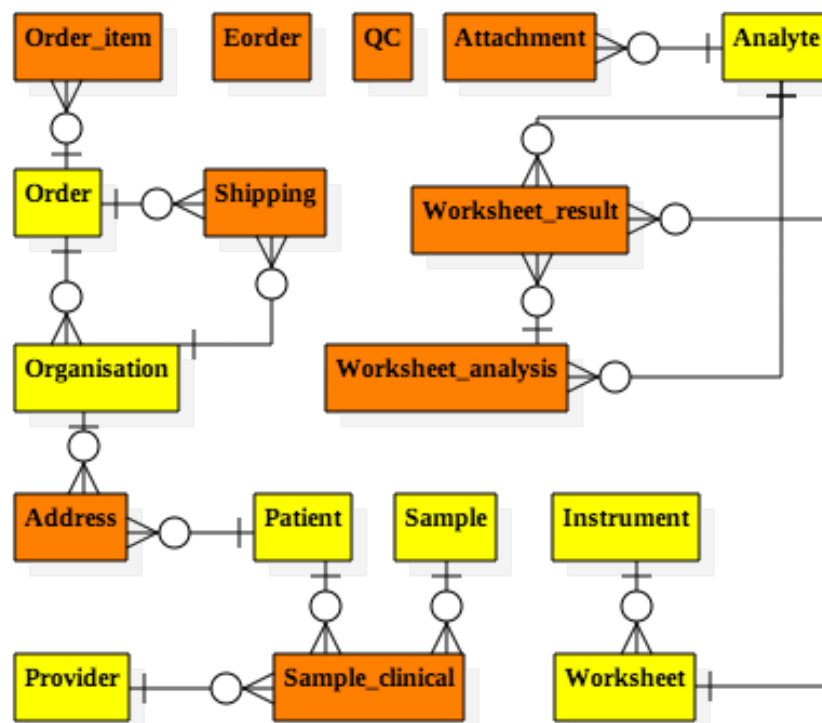 Order_item
Eorder
QC
Attachment
Analyte
Order
Shipping
Worksheet_result
Organisation
Worksheet_analysis
Address
Patient
Sample
Instrument
Provider
Sample_clinical
Worksheet